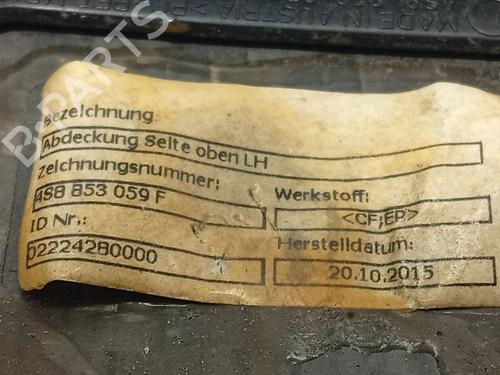 MADE IN AUSTRIA
B-PARTS
Bezeichnung:
Abdeckung Seite oben LH
Zeichnungsnummer:
4S8 853 059 F
Werkstoff:
<CF;EP>
ID Nr.:
02224280000
Herstelldatum:
20.10.2015